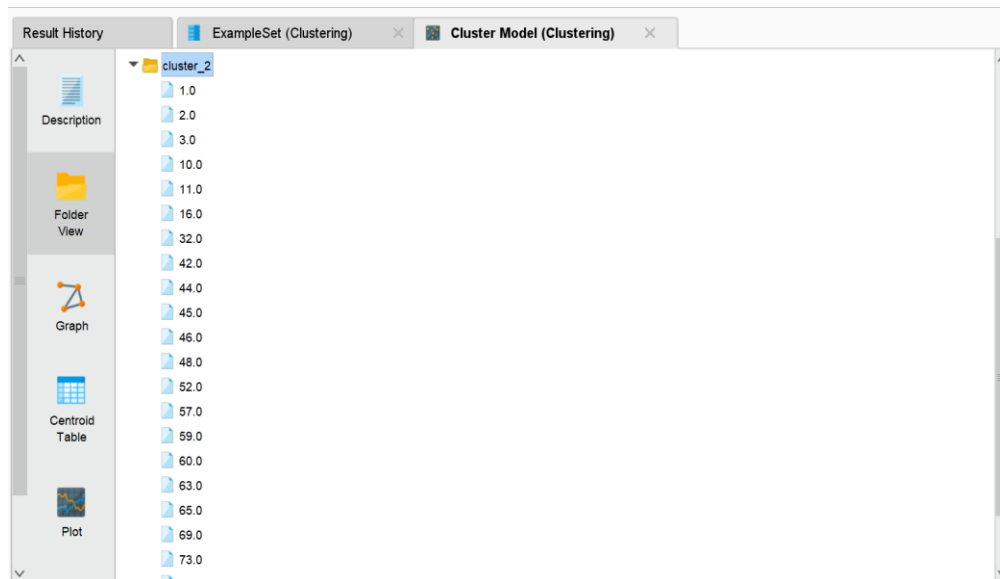 Result History
ExampleSet (Clustering)
Cluster Model (Clustering)
Description
Folder
View
Graph
Centroid
Table
Plot
cluster_2
1.0
2.0
3.0
10.0
11.0
16.0
32.0
42.0
44.0
45.0
46.0
48.0
52.0
57.0
59.0
60.0
63.0
65.0
69.0
73.0